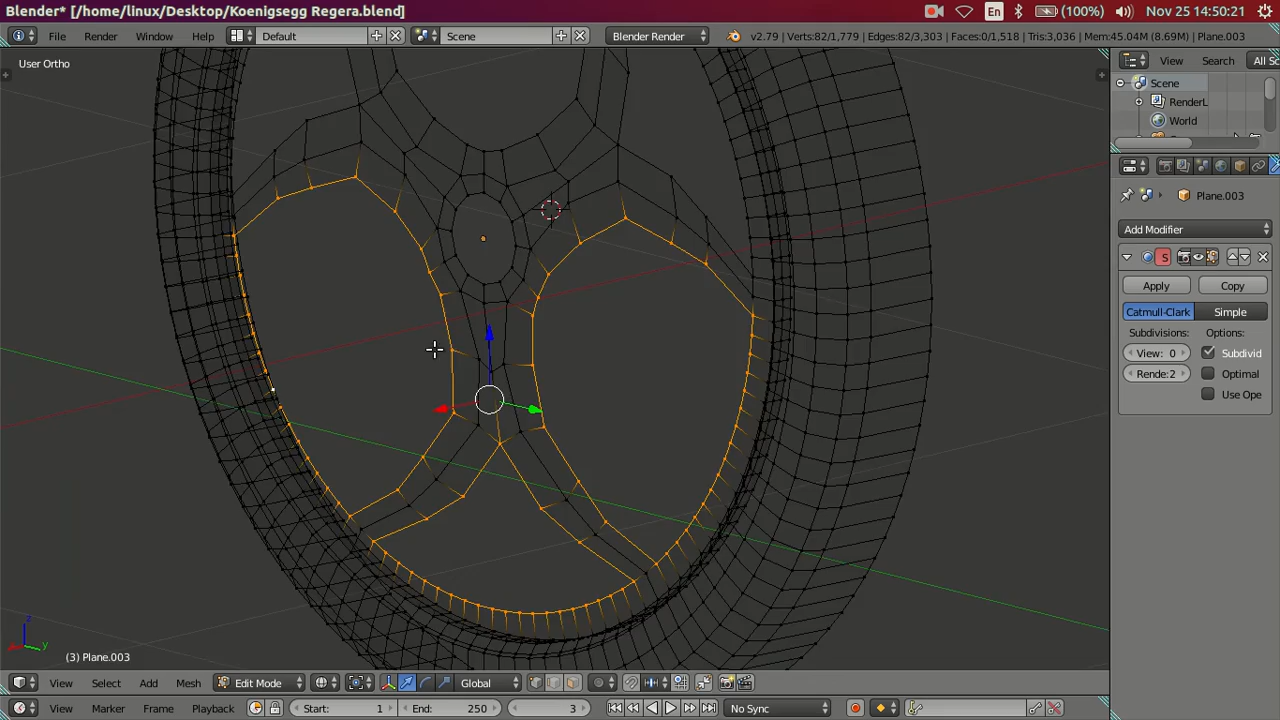 Blender* [/home/linux/Desktop/Koenigsegg Regera.blend]
En (100%) Nov 25 14:50:21
File Render Window Help Default Scene Blender Render v2.79 | Verts:82/1,779 | Edges:82/3,303 | Faces:0/1,518 | Tris:3,036 | Mem:45.04M (8.69M) | Plane.003
User Ortho
View Search All Sc
Scene
RenderL
World
Plane.003
Add Modifier
S
Apply Copy
Catmull-Clark Simple
Subdivisions: Options:
View: 0 Subdivid
Rende:2 Optimal
Use Ope
z
y
(3) Plane.003
View Select Add Mesh Edit Mode Global
View Marker Frame Playback Start: 1 End: 250 3 No Sync